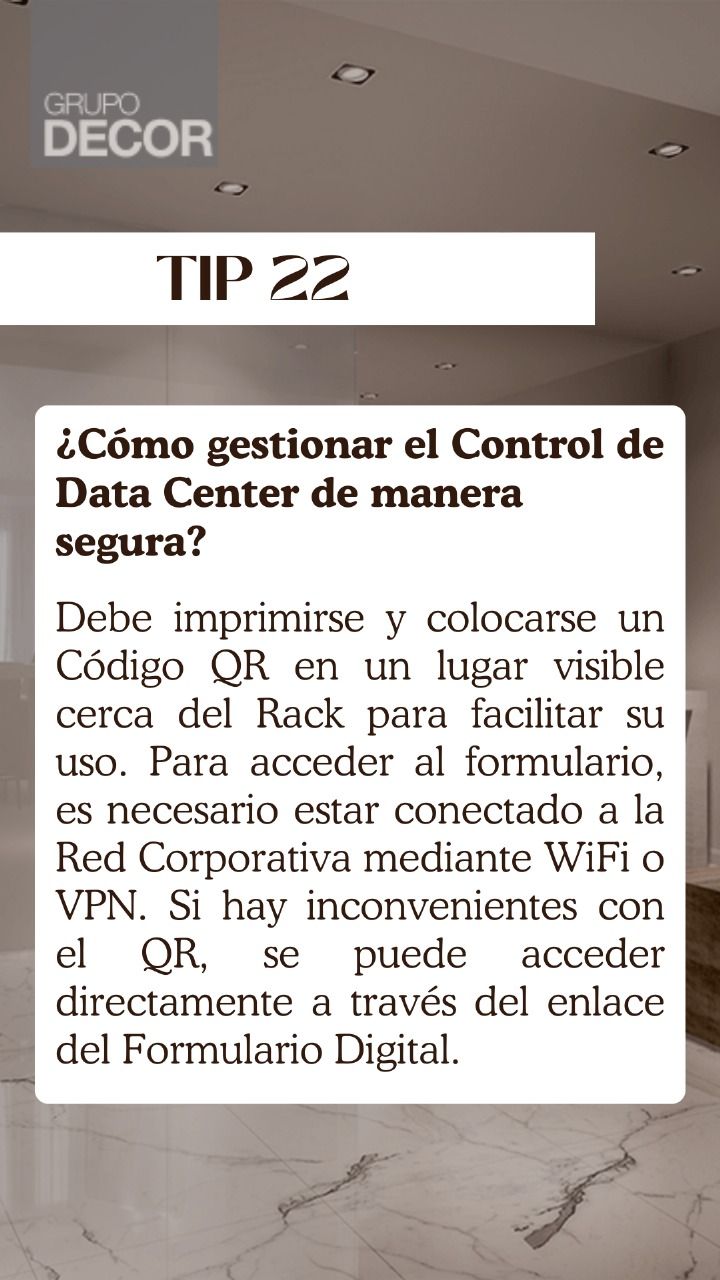 GRUPO
DECOR
TIP 22
¿Cómo gestionar el Control de
Data Center de manera
segura?
Debe imprimirse y colocarse un
Código QR en un lugar visible
cerca del Rack para facilitar su
uso. Para acceder al formulario,
es necesario estar conectado a la
Red Corporativa mediante WiFi o
VPN. Si hay inconvenientes con
el QR, se puede acceder
directamente a través del enlace
del Formulario Digital.